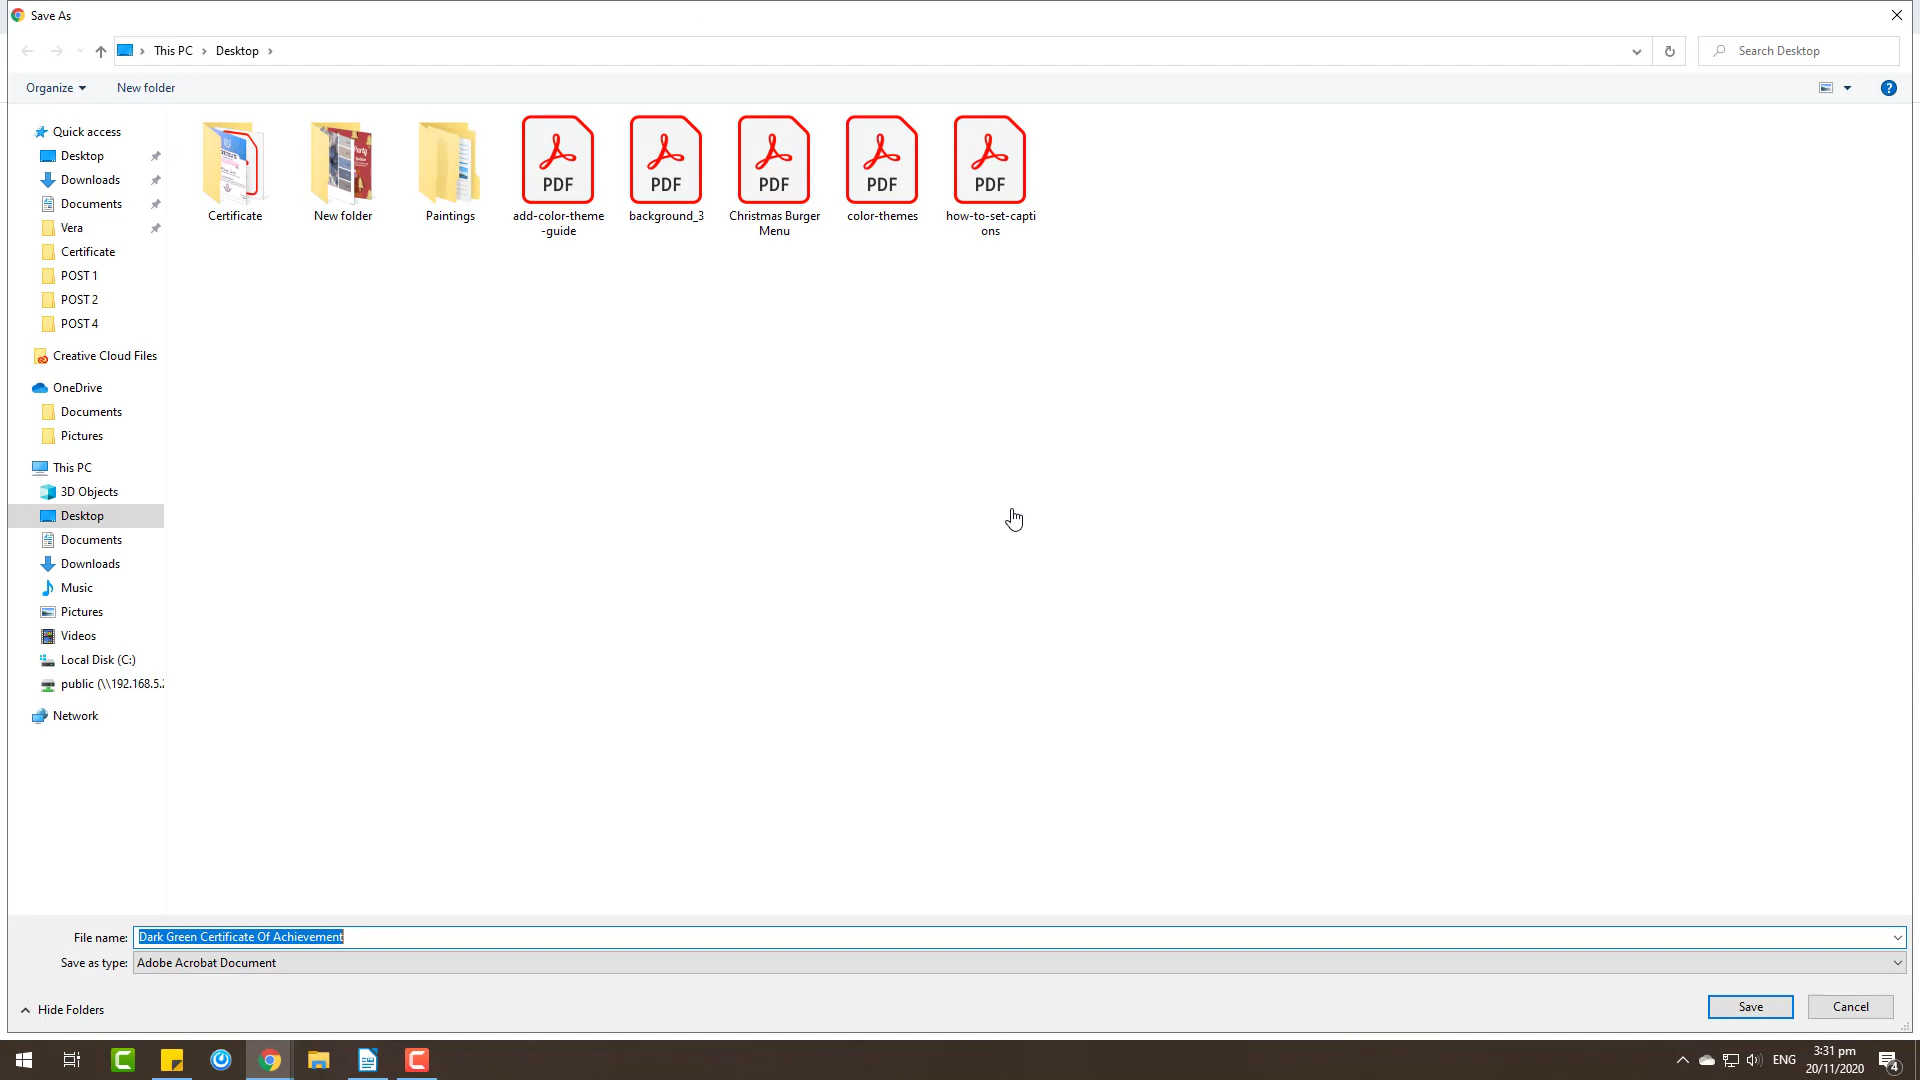 Save As
This PC
Desktop
Search Desktop
Organize
New folder
Quick access
Desktop
Downloads
Documents
Vera
Certificate
POST 1
POST 2
POST 4
Creative Cloud Files
OneDrive
Documents
Pictures
This PC
3D Objects
Desktop
Documents
Downloads
Music
Pictures
Videos
Local Disk (C:)
public (\\192.168.5.2
Network
Certificate
New folder
Paintings
PDF
add-color-theme
-guide
PDF
background_3
PDF
Christmas Burger
Menu
PDF
color-themes
PDF
how-to-set-capti
ons
File name:
Dark Green Certificate Of Achievement
Save as type:
Adobe Acrobat Document
Hide Folders
Save
Cancel
ENG
3:31 pm
20/11/2020
4